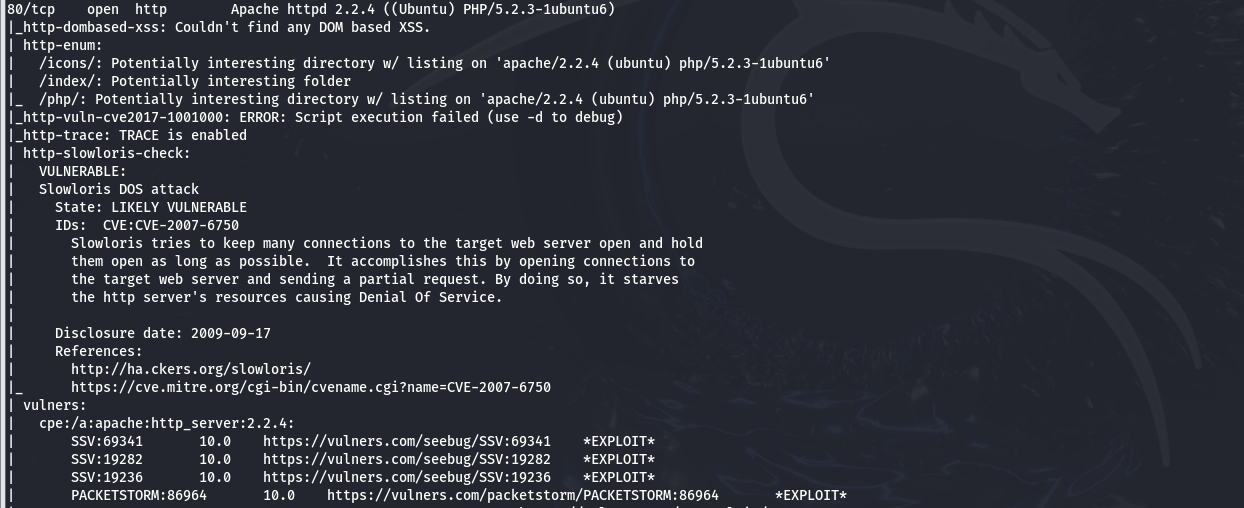 80/tcp    open  http        Apache httpd 2.2.4 ((Ubuntu) PHP/5.2.3-1ubuntu6)
|_http-dombased-xss: Couldn't find any DOM based XSS.
| http-enum:
|   /icons/: Potentially interesting directory w/ listing on 'apache/2.2.4 (ubuntu) php/5.2.3-1ubuntu6'
|   /index/: Potentially interesting folder
|_  /php/: Potentially interesting directory w/ listing on 'apache/2.2.4 (ubuntu) php/5.2.3-1ubuntu6'
|_http-vuln-cve2017-1001000: ERROR: Script execution failed (use -d to debug)
|_http-trace: TRACE is enabled
| http-slowloris-check:
|   VULNERABLE:
|   Slowloris DOS attack
|     State: LIKELY VULNERABLE
|     IDs:  CVE:CVE-2007-6750
|       Slowloris tries to keep many connections to the target web server open and hold
|       them open as long as possible.  It accomplishes this by opening connections to
|       the target web server and sending a partial request. By doing so, it starves
|       the http server's resources causing Denial Of Service.
|
|     Disclosure date: 2009-09-17
|     References:
|       http://ha.ckers.org/slowloris/
|_      https://cve.mitre.org/cgi-bin/cvename.cgi?name=CVE-2007-6750
| vulners:
|   cpe:/a:apache:http_server:2.2.4:
|       SSV:69341       10.0    https://vulners.com/seebug/SSV:69341    *EXPLOIT*
|       SSV:19282       10.0    https://vulners.com/seebug/SSV:19282    *EXPLOIT*
|       SSV:19236       10.0    https://vulners.com/seebug/SSV:19236    *EXPLOIT*
|       PACKETSTORM:86964       10.0    https://vulners.com/packetstorm/PACKETSTORM:86964       *EXPLOIT*